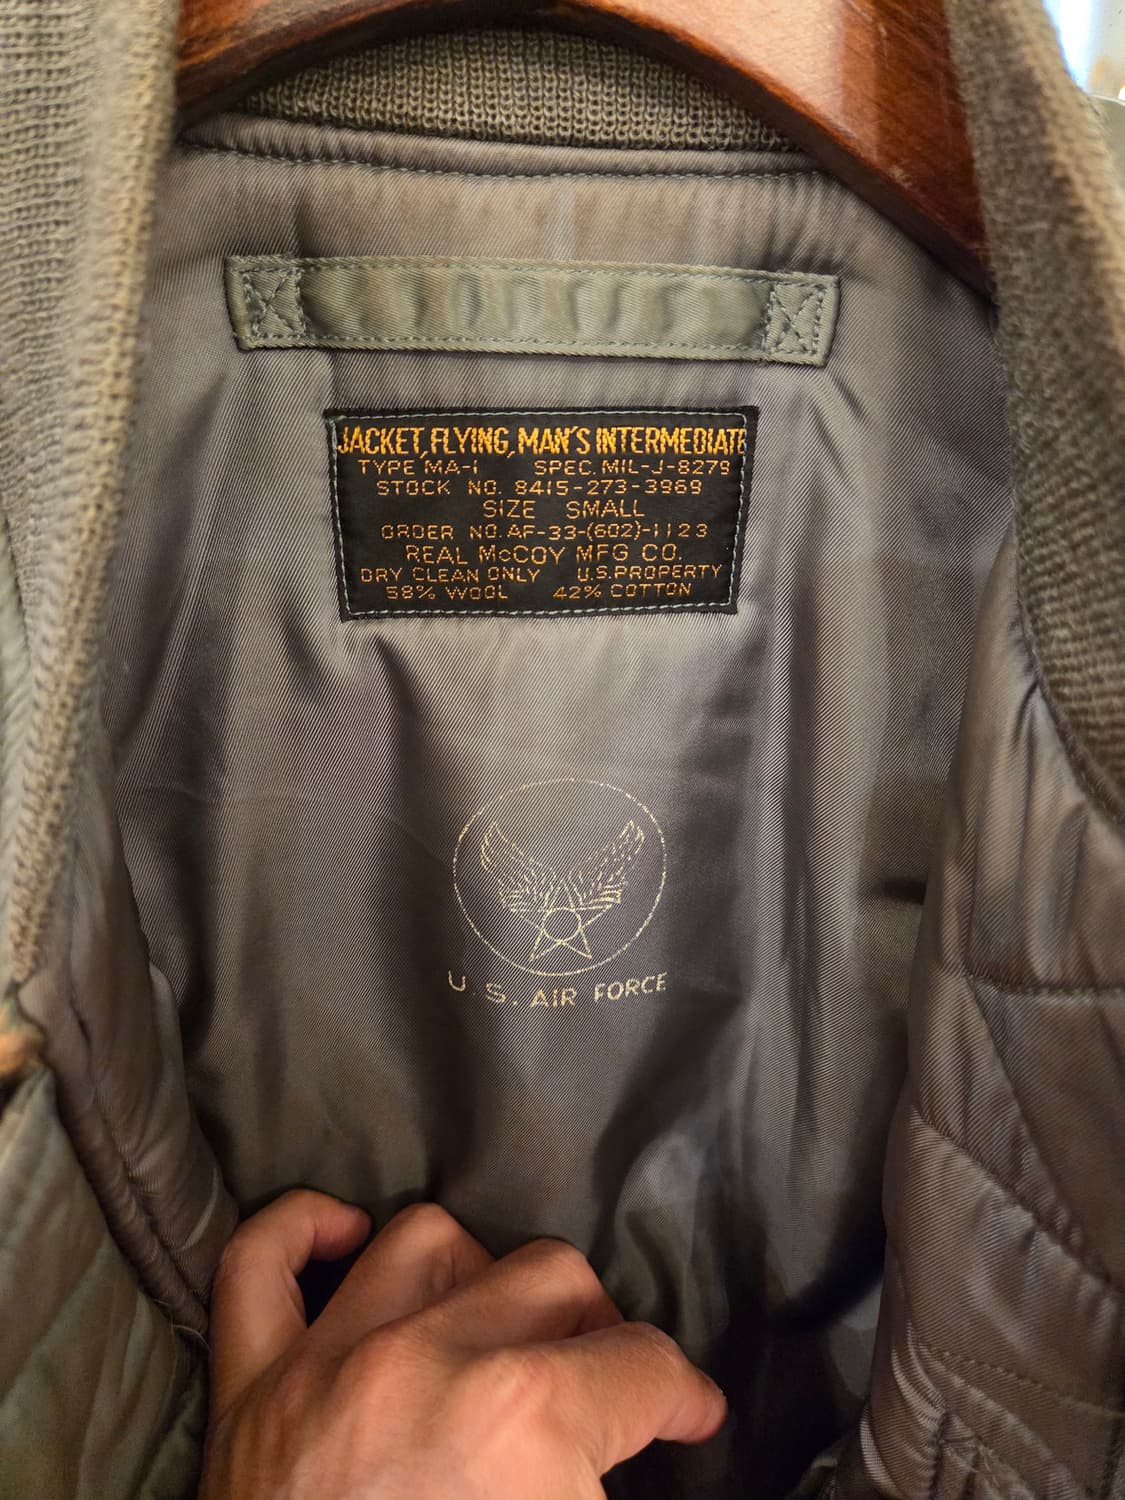 JACKET, FLYING, MAN'S INTERMEDIATE
TYPE MA-1 SPEC. MIL-J-8279
STOCK NO. 8415-273-3969
SIZE SMALL
ORDER NO. AF-33-(602)-1123
REAL McCOY MFG CO.
DRY CLEAN ONLY U.S. PROPERTY
58% WOOL 42% COTTON
U.S. AIR FORCE